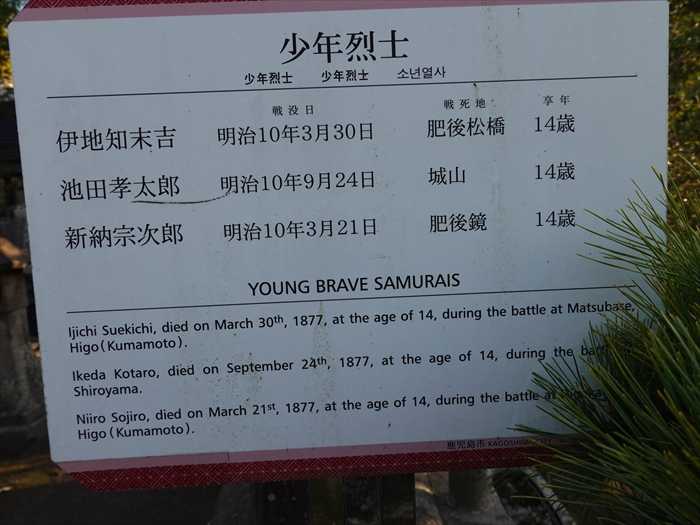 少年烈士
少年烈士 少年烈士 소년열사
戦没日 戦死地 享年
伊地知末吉 明治10年3月30日 肥後松橋 14歳
池田孝太郎 明治10年9月24日 城山 14歳
新納宗次郎 明治10年3月21日 肥後鏡 14歳
YOUNG BRAVE SAMURAIS
Ijichi Suekichi, died on March 30th, 1877, at the age of 14, during the battle at Matsubase,
Higo(Kumamoto).
Ikeda Kotaro, died on September 24th, 1877, at the age of 14, during the
Shiroyama.
Niiro Sojiro, died on March 21st, 1877, at the age of 14, during the battle
Higo(Kumamoto).
鹿児島市